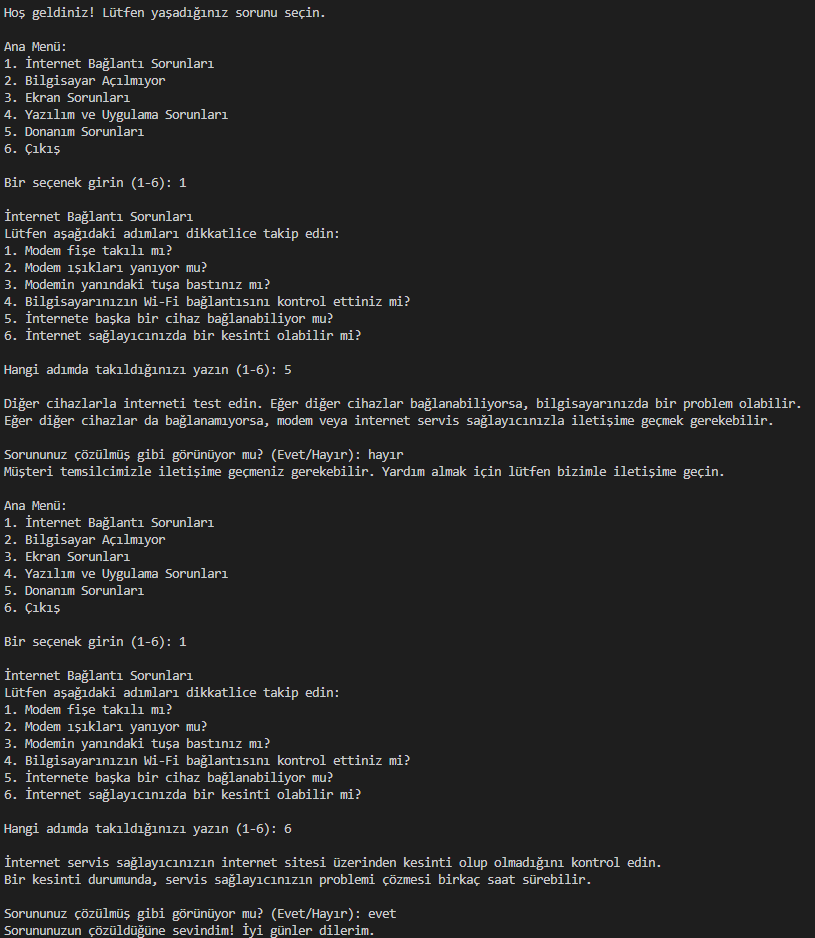 Hoş geldiniz! Lütfen yaşadığınız sorunu seçin.

Ana Menü:
1. İnternet Bağlantı Sorunları
2. Bilgisayar Açılmıyor
3. Ekran Sorunları
4. Yazılım ve Uygulama Sorunları
5. Donanım Sorunları
6. Çıkış

Bir seçenek girin (1-6): 1

İnternet Bağlantı Sorunları
Lütfen aşağıdaki adımları dikkatlice takip edin:
1. Modem fişe takılı mı?
2. Modem ışıkları yanıyor mu?
3. Modemin yanındaki tuşa bastınız mı?
4. Bilgisayarınızın Wi-Fi bağlantısını kontrol ettiniz mi?
5. İnternete başka bir cihaz bağlanabiliyor mu?
6. İnternet sağlayıcınızda bir kesinti olabilir mi?

Hangi adımda takıldığınızı yazın (1-6): 5

Diğer cihazlarla interneti test edin. Eğer diğer cihazlar bağlanabiliyorsa, bilgisayarınızda bir problem olabilir.
Eğer diğer cihazlar da bağlanamıyorsa, modem veya internet servis sağlayıcınızla iletişime geçmek gerekebilir.

Sorununuz çözülmüş gibi görünüyor mu? (Evet/Hayır): hayır
Müşteri temsilcimizle iletişime geçmeniz gerekebilir. Yardım almak için lütfen bizimle iletişime geçin.

Ana Menü:
1. İnternet Bağlantı Sorunları
2. Bilgisayar Açılmıyor
3. Ekran Sorunları
4. Yazılım ve Uygulama Sorunları
5. Donanım Sorunları
6. Çıkış

Bir seçenek girin (1-6): 1

İnternet Bağlantı Sorunları
Lütfen aşağıdaki adımları dikkatlice takip edin:
1. Modem fişe takılı mı?
2. Modem ışıkları yanıyor mu?
3. Modemin yanındaki tuşa bastınız mı?
4. Bilgisayarınızın Wi-Fi bağlantısını kontrol ettiniz mi?
5. İnternete başka bir cihaz bağlanabiliyor mu?
6. İnternet sağlayıcınızda bir kesinti olabilir mi?

Hangi adımda takıldığınızı yazın (1-6): 6

İnternet servis sağlayıcınızın internet sitesi üzerinden kesinti olup olmadığını kontrol edin.
Bir kesinti durumunda, servis sağlayıcınızın problemi çözmesi birkaç saat sürebilir.

Sorununuz çözülmüş gibi görünüyor mu? (Evet/Hayır): evet
Sorununuzun çözüldüğüne sevindim! İyi günler dilerim.